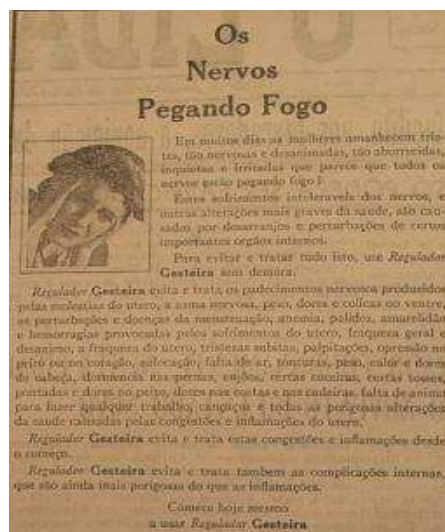 Os
Nervos
Pegando Fogo
Em muitos dias as mulheres amanhecem tris-
tes, tão nervosas e desanimadas, tão aborrecidas,
inquietas e irritadas que parece que todos os
nervos estão pegando fogo!
Estes sofrimentos intoleraveis dos nervos, e
outras alterações mais graves da saude, são cau-
sados por desarranjos e perturbações de certos
importantes órgãos internos.
Para evitar e tratar tudo isto, use Regulador
Gesteira sem demora.
Regulador Gesteira evita e trata os padecimentos nervosos produzidos
pelas molestias do utero, a asma nervosa, peso, dores e colicas no ventre,
as perturbações e doenças da menstruação, anemia, palidez, amarelidão
e hemorragias provocadas pelos sofrimentos do utero, fraqueza geral e
desanimo, a fraqueza do utero, tristezas subitas, palpitações, opressão no
peito ou no coração, sufocação, falta de ar, tonturas, peso, calor e dores
de cabeça, dormencia nas pernas, enjôos, certas coceiras, certas tosses,
pontadas e dores no peito, dores nas costas e nas cadeiras, falta de animo
para fazer qualquer trabalho, cançaços e todas as perigosas alterações
da saude causadas pelas congestões e inflamações do utero.
Regulador Gesteira evita e trata estas congestões e inflamações desde
o começo.
Regulador Gesteira evita e trata tambem as complicações internas,
que são ainda mais perigosas do que as inflamações.
Comece hoje mesmo
a usar Regulador Gesteira